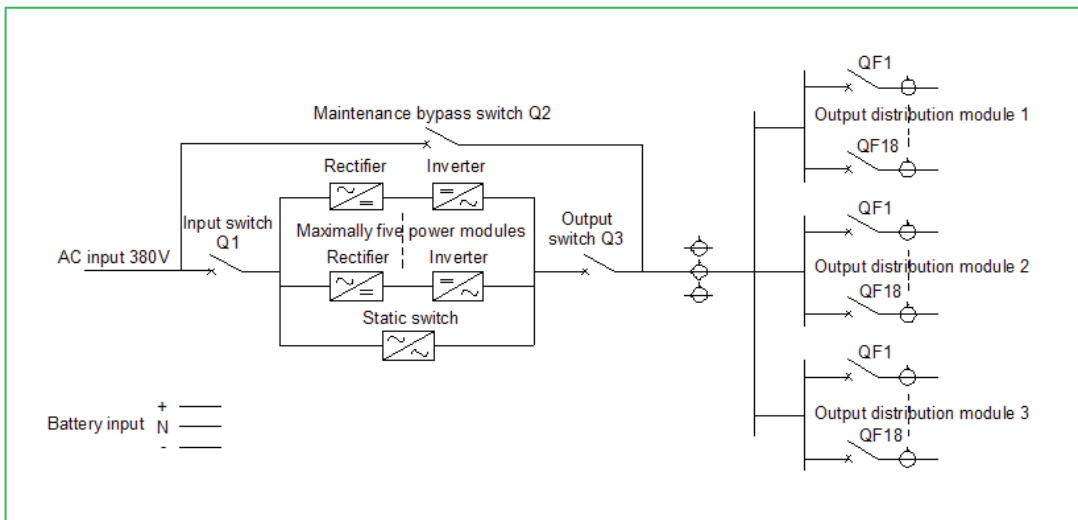 Maintenance bypass switch Q2
Rectifier
Inverter
Input switch
Q1
Maximally five power modules
Output
switch Q3
AC input 380V
Rectifier
Inverter
Static switch
Battery input
+
N
-
QF1
Output distribution module 1
QF18
QF1
Output distribution module 2
QF18
QF1
Output distribution module 3
QF18